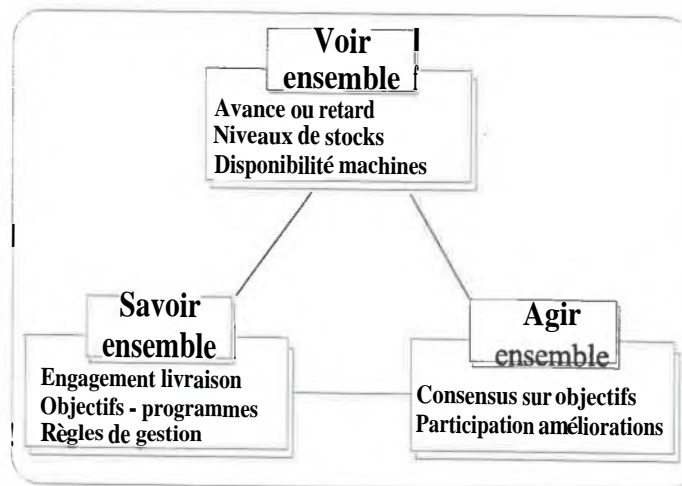 Voir
ensemble
Avance ou retard
Niveaux de stocks
Disponibilité machines
Savoir
ensemble
Engagement livraison
Objectifs - programmes
Règles de gestion
Agir
ensemble
Consensus sur objectifs
Participation améliorations